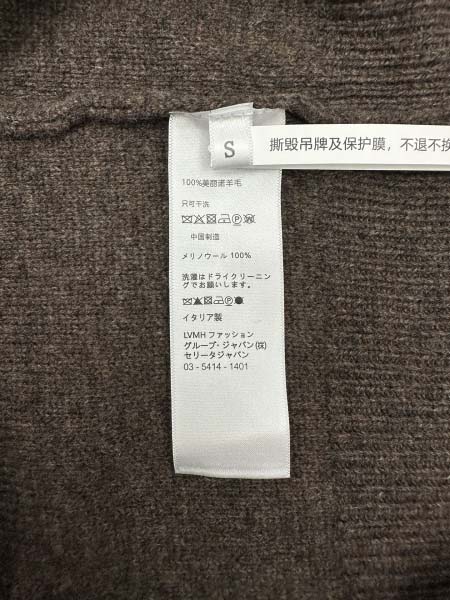 S
撕毁吊牌及保护膜，不退不换
100%美丽诺羊毛
只可干洗
中国制造
メリノウール 100%
洗濯はドライクリーニン
グでお願いします。
イタリア製
LVMH ファッション
グループ・ジャパン(株)
セリーヌジャパン
03 - 5414 - 1401